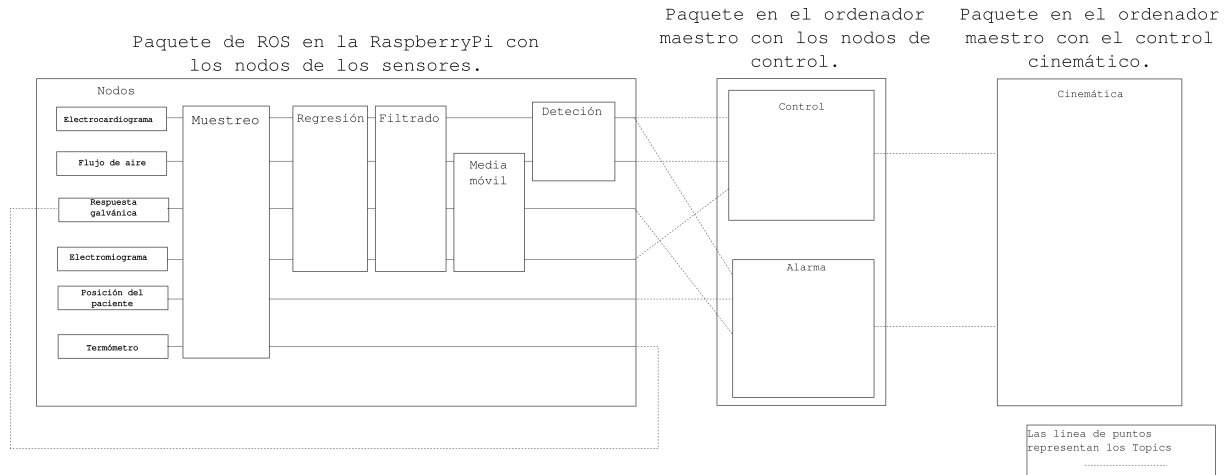 Paquete de ROS en la RaspberryPi con
los nodos de los sensores.
Paquete en el ordenador
maestro con los nodos de
control.
Paquete en el ordenador
maestro con el control
cinemático.
Nodos
Electrocardiograma
Flujo de aire
Respuesta
galvánica
Electromiograma
Posición del
paciente
Termómetro
Muestreo
Regresión
Filtrado
Media
móvil
Deteción
Control
Alarma
Cinemática
Las línea de puntos
representan los Topics